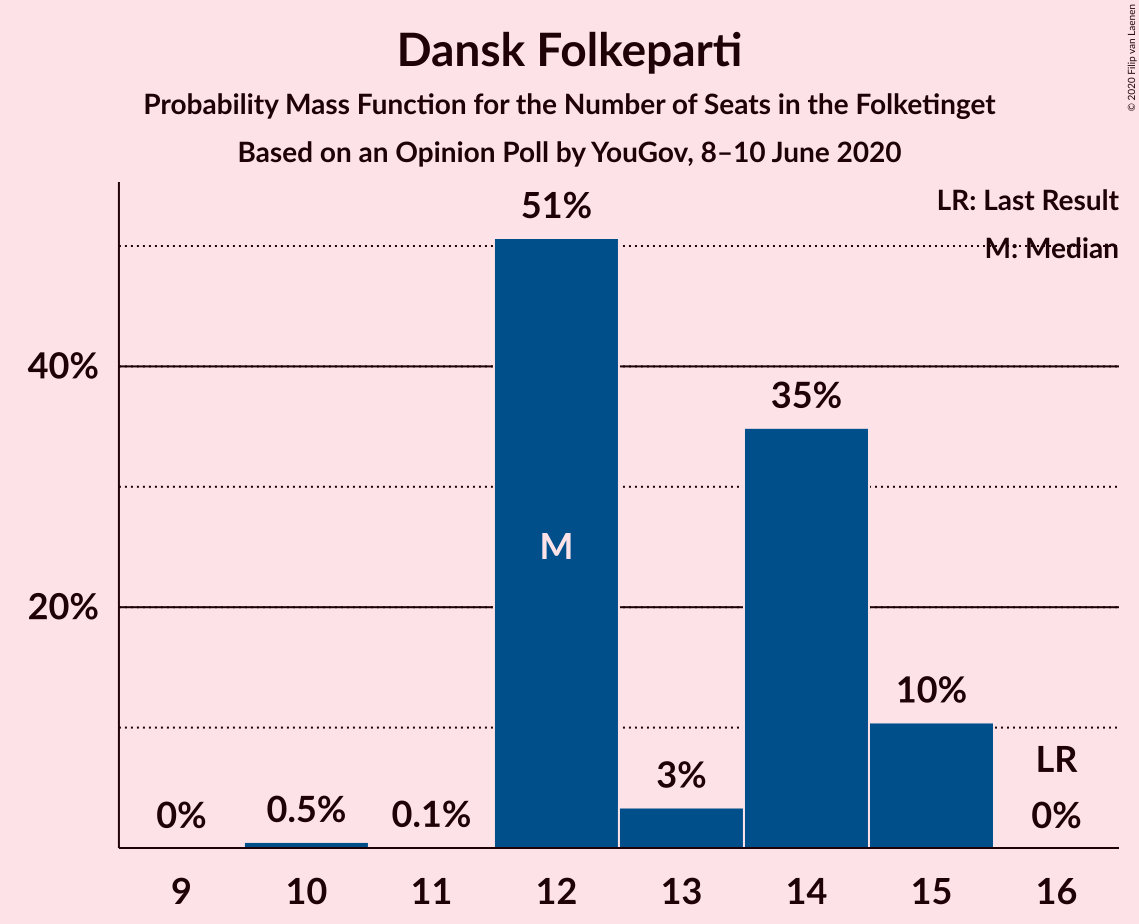 Dansk Folkeparti
Probability Mass Function for the Number of Seats in the Folketinget
Based on an Opinion Poll by YouGov, 8–10 June 2020
© 2020 Filip van Laenen
LR: Last Result
M: Median
51%
40%
35%
M
20%
10%
LR
3%
0%
0.5%
0.1%
0%
9
10
11
12
13
14
15
16